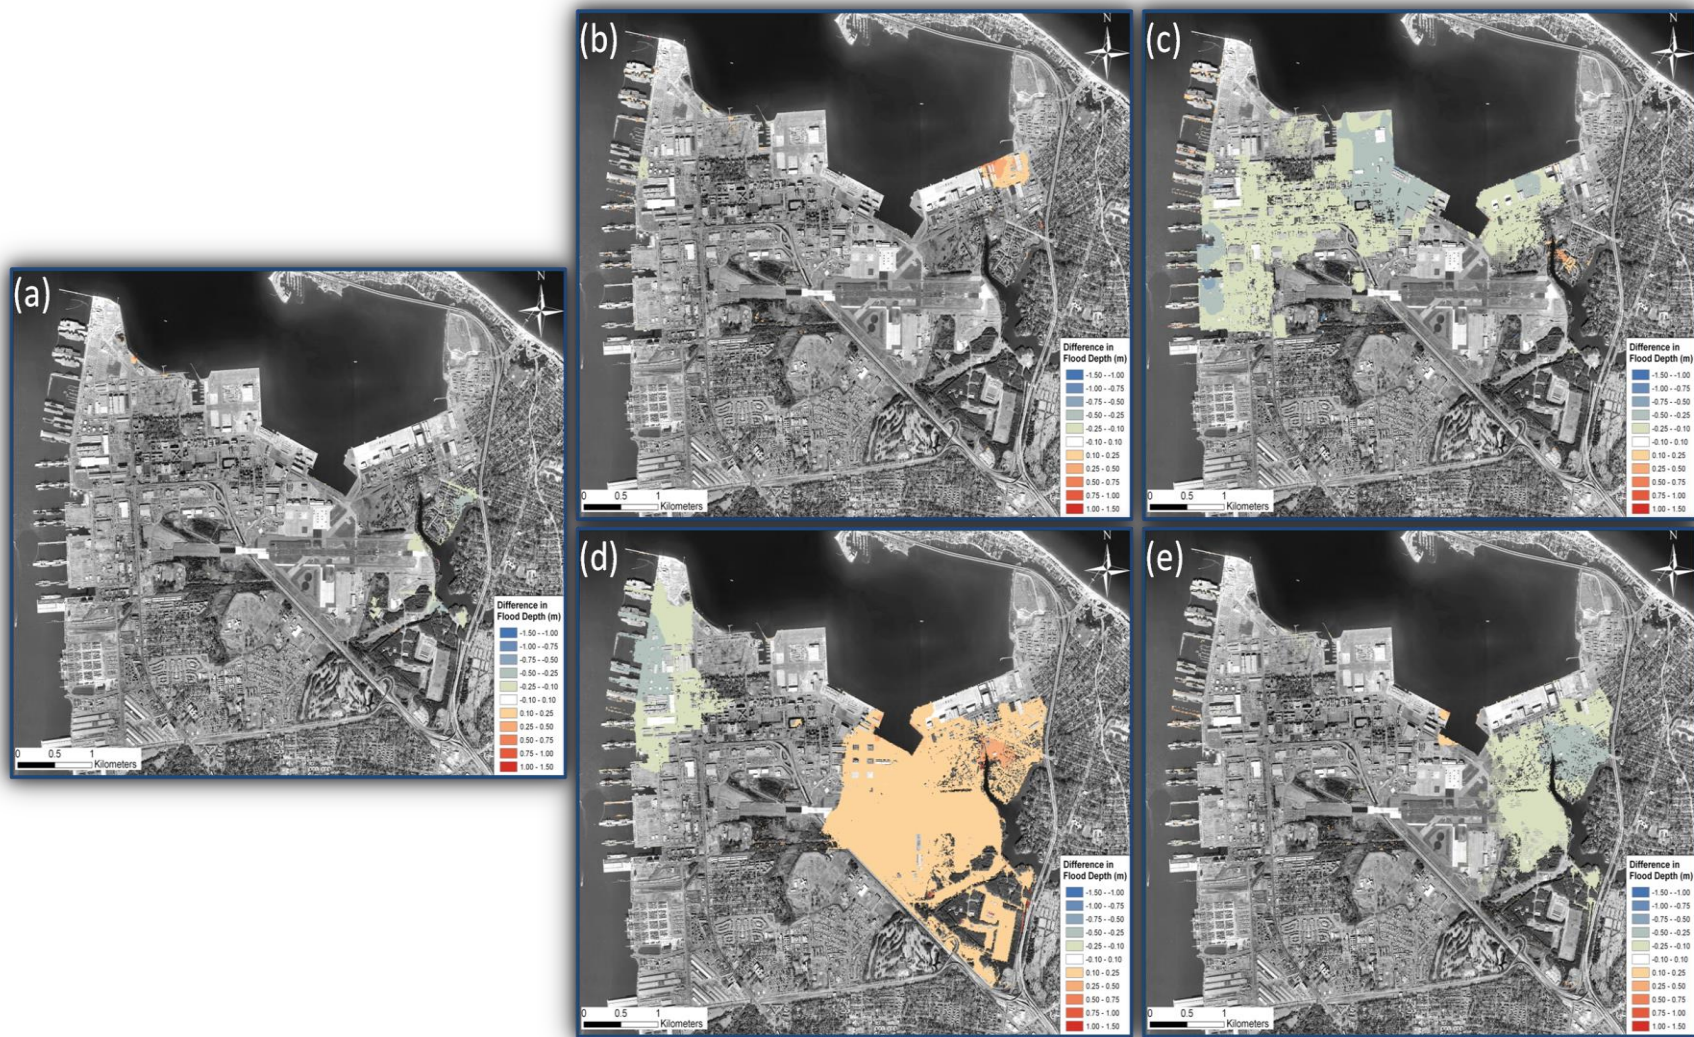 (a)
N
Difference in
Flood Depth (m)
-1.50 - -1.00
-1.00 - -0.75
-0.75 - -0.50
-0.50 - -0.25
-0.25 - -0.10
-0.10 - 0.10
0.10 - 0.25
0.25 - 0.50
0.50 - 0.75
0.75 - 1.00
1.00 - 1.50
0 0.5 1
Kilometers
(b)
N
Difference in
Flood Depth (m)
-1.50 - -1.00
-1.00 - -0.75
-0.75 - -0.50
-0.50 - -0.25
-0.25 - -0.10
-0.10 - 0.10
0.10 - 0.25
0.25 - 0.50
0.50 - 0.75
0.75 - 1.00
1.00 - 1.50
0 0.5 1
Kilometers
(c)
N
Difference in
Flood Depth (m)
-1.50 - -1.00
-1.00 - -0.75
-0.75 - -0.50
-0.50 - -0.25
-0.25 - -0.10
-0.10 - 0.10
0.10 - 0.25
0.25 - 0.50
0.50 - 0.75
0.75 - 1.00
1.00 - 1.50
0 0.5 1
Kilometers
(d)
N
Difference in
Flood Depth (m)
-1.50 - -1.00
-1.00 - -0.75
-0.75 - -0.50
-0.50 - -0.25
-0.25 - -0.10
-0.10 - 0.10
0.10 - 0.25
0.25 - 0.50
0.50 - 0.75
0.75 - 1.00
1.00 - 1.50
0 0.5 1
Kilometers
(e)
N
Difference in
Flood Depth (m)
-1.50 - -1.00
-1.00 - -0.75
-0.75 - -0.50
-0.50 - -0.25
-0.25 - -0.10
-0.10 - 0.10
0.10 - 0.25
0.25 - 0.50
0.50 - 0.75
0.75 - 1.00
1.00 - 1.50
0 0.5 1
Kilometers